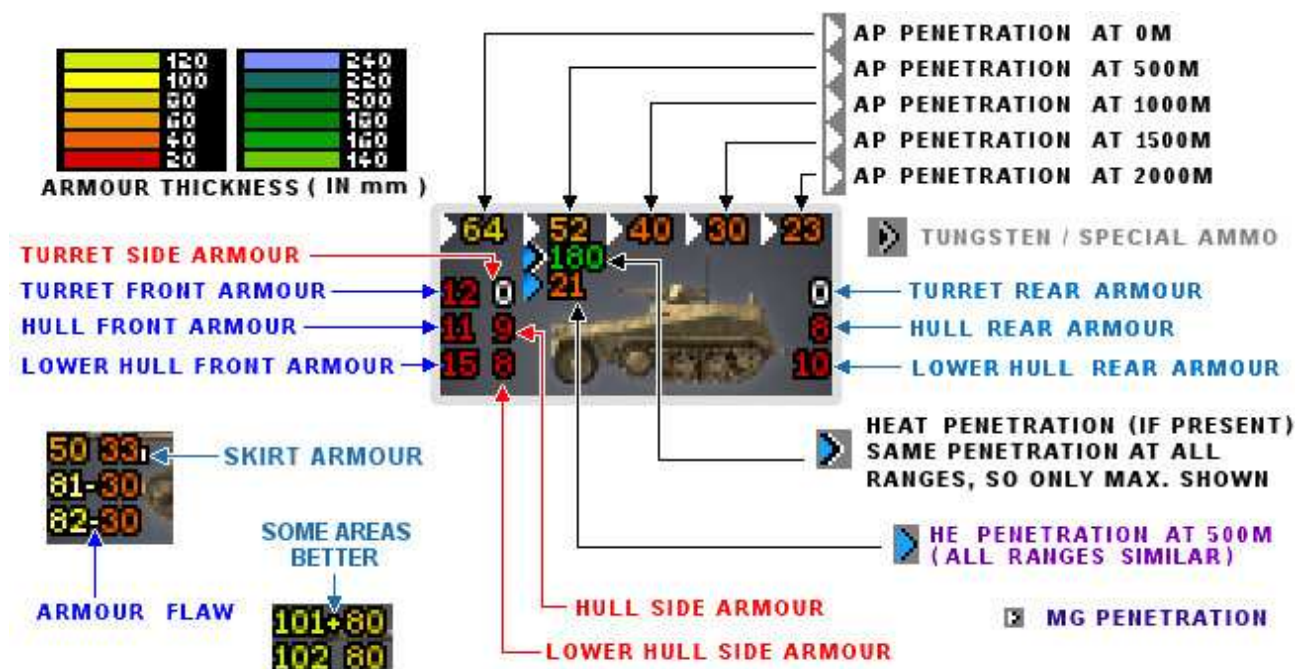 AP PENETRATION AT 0M
120 240
100 220
80 200
60 180
40 160
20 140
AP PENETRATION AT 500M
AP PENETRATION AT 1000M
AP PENETRATION AT 1500M
AP PENETRATION AT 2000M
ARMOUR THICKNESS ( IN mm )
64 52 40 30 23
TUNGSTEN / SPECIAL AMMO
TURRET SIDE ARMOUR
180
TURRET FRONT ARMOUR
12 0 21 0
TURRET REAR ARMOUR
HULL FRONT ARMOUR
11 9 8
HULL REAR ARMOUR
LOWER HULL FRONT ARMOUR
15 8 10
LOWER HULL REAR ARMOUR
HEAT PENETRATION (IF PRESENT)
SAME PENETRATION AT ALL
RANGES, SO ONLY MAX. SHOWN
50 33
SKIRT ARMOUR
81-30
82-30
SOME AREAS
BETTER
HE PENETRATION AT 500M
(ALL RANGES SIMILAR)
ARMOUR FLAW
101+80
102 80
HULL SIDE ARMOUR
MG PENETRATION
LOWER HULL SIDE ARMOUR